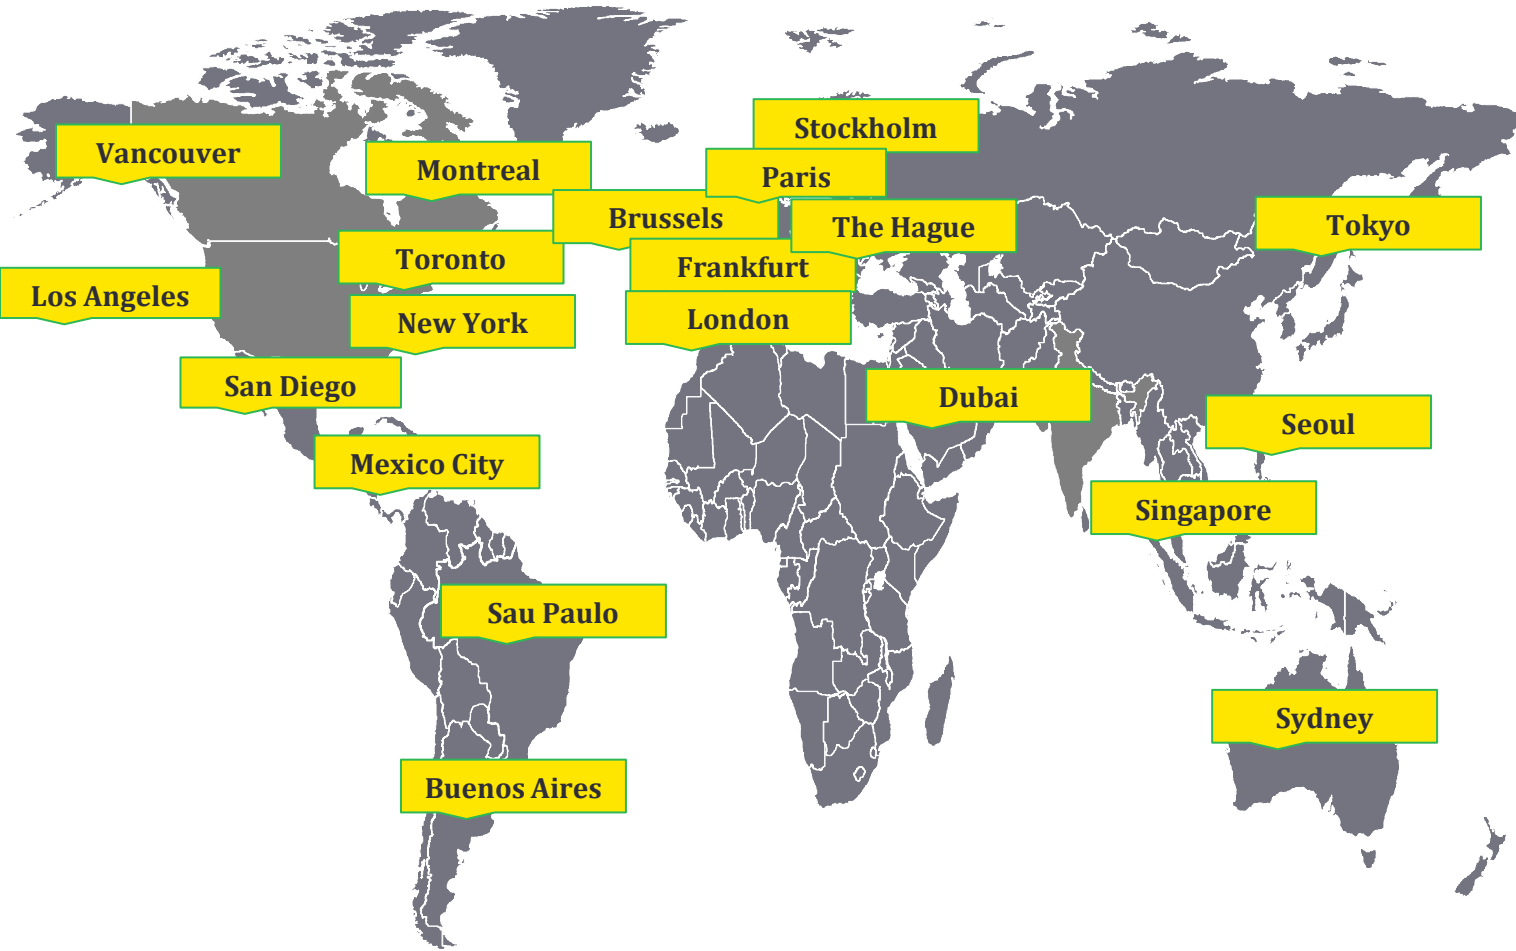 Stockholm
Vancouver
Montreal
Paris
Brussels
The Hague
Tokyo
Toronto
Frankfurt
Los Angeles
New York
London
San Diego
Dubai
Seoul
Mexico City
Singapore
Sau Paulo
Sydney
Buenos Aires